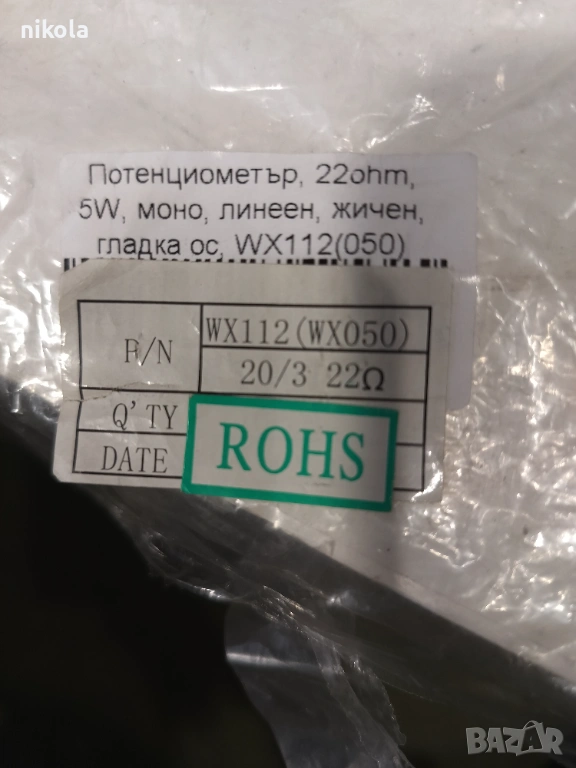 nikola
Потенциометър, 22ohm,
5W, моно, линеен, жичен,
гладка ос, WX112(050)
P/N
WX112(WX050)
20/3 22Ω
Q'TY
DATE
ROHS
BAZAR